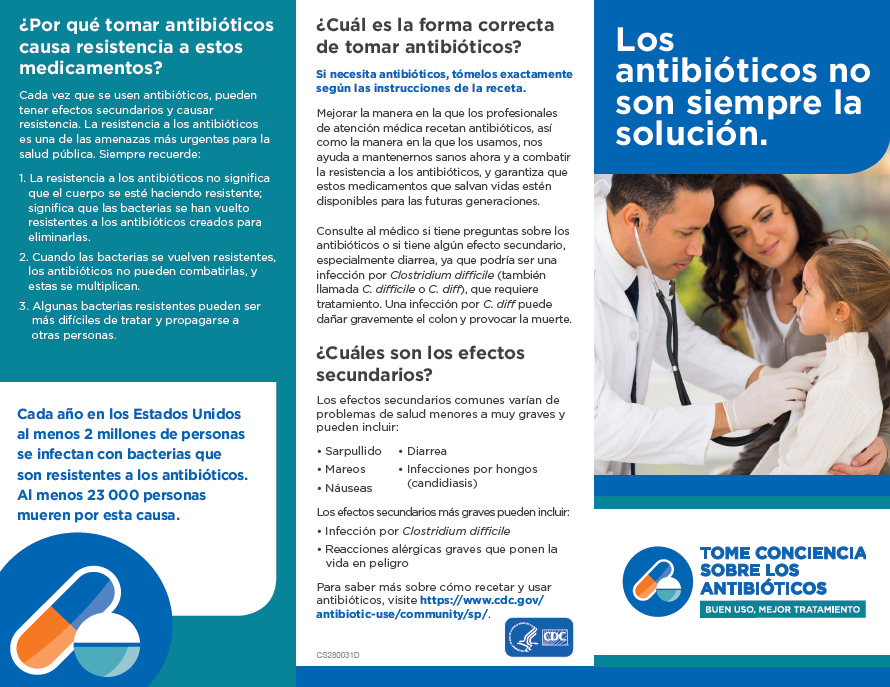 ¿Por qué tomar antibióticos
causa resistencia a estos
medicamentos?
Cada vez que se usen antibióticos, pueden
tener efectos secundarios y causar
resistencia. La resistencia a los antibióticos
es una de las amenazas más urgentes para la
salud pública. Siempre recuerde:
1. La resistencia a los antibióticos no significa
que el cuerpo se esté haciendo resistente;
significa que las bacterias se han vuelto
resistentes a los antibióticos creados para
eliminarlas.
2. Cuando las bacterias se vuelven resistentes,
los antibióticos no pueden combatirlas, y
estas se multiplican.
3. Algunas bacterias resistentes pueden ser
más difíciles de tratar y propagarse a
otras personas.
Cada año en los Estados Unidos
al menos 2 millones de personas
se infectan con bacterias que
son resistentes a los antibióticos.
Al menos 23 000 personas
mueren por esta causa.
¿Cuál es la forma correcta
de tomar antibióticos?
Si necesita antibióticos, tómelos exactamente
según las instrucciones de la receta.
Mejorar la manera en la que los profesionales
de atención médica recetan antibióticos, así
como la manera en la que los usamos, nos
ayuda a mantenernos sanos ahora y a combatir
la resistencia a los antibióticos, y garantiza que
estos medicamentos que salvan vidas estén
disponibles para las futuras generaciones.
Consulte al médico si tiene preguntas sobre los
antibióticos o si tiene algún efecto secundario,
especialmente diarrea, ya que podría ser una
infección por Clostridium difficile (también
llamada C. difficile o C. diff), que requiere
tratamiento. Una infección por C. diff puede
dañar gravemente el colon y provocar la muerte.
¿Cuáles son los efectos
secundarios?
Los efectos secundarios comunes varían de
problemas de salud menores a muy graves y
pueden incluir:
• Sarpullido
• Mareos
• Náuseas
• Diarrea
• Infecciones por hongos
(candidiasis)
Los efectos secundarios más graves pueden incluir:
• Infección por Clostridium difficile
• Reacciones alérgicas graves que ponen la
vida en peligro
Para saber más sobre cómo recetar y usar
antibióticos, visite https://www.cdc.gov/
antibiotic-use/community/sp/.
CDC
CS280031D
Los
antibióticos no
son siempre la
solución.
TOME CONCIENCIA
SOBRE LOS
ANTIBIÓTICOS
BUEN USO, MEJOR TRATAMIENTO